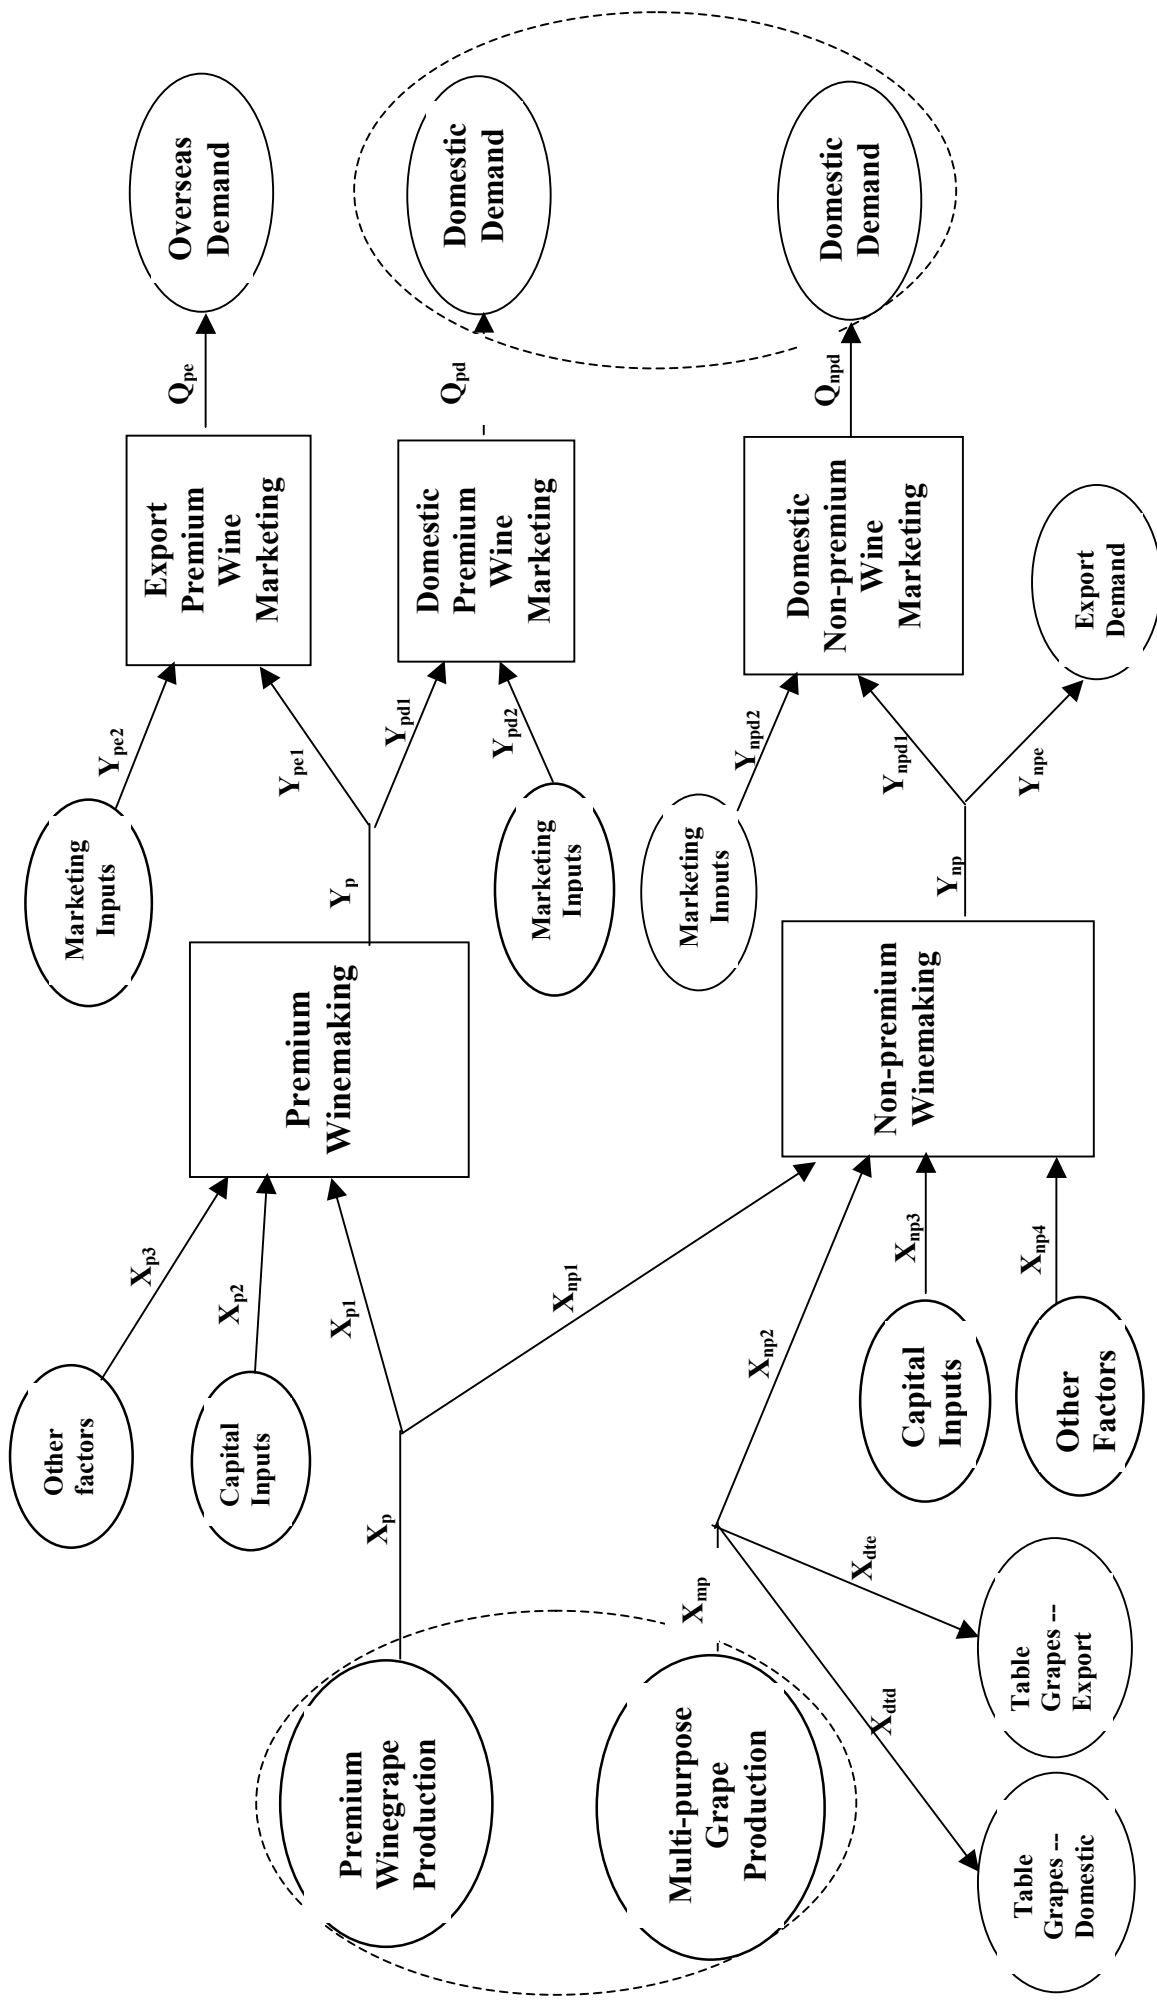 Other
factors
X_p3
Capital
Inputs
X_p2
Premium
Winegrape
Production
X_p
X_p1
X_np1
Multi-purpose
Grape
Production
X_mp
X_np2
X_dtd
X_dte
Table
Grapes --
Domestic
Table
Grapes --
Export
Capital
Inputs
X_np3
Other
Factors
X_np4
Premium
Winemaking
Y_p
Non-premium
Winemaking
Y_np
Marketing
Inputs
Y_pe2
Y_pe1
Y_pd1
Marketing
Inputs
Y_pd2
Marketing
Inputs
Y_npd2
Y_npd1
Y_npe
Export
Premium
Wine
Marketing
Q_pe
Overseas
Demand
Domestic
Premium
Wine
Marketing
Q_pd
Domestic
Demand
Domestic
Non-premium
Wine
Marketing
Q_npd
Domestic
Demand
Export
Demand